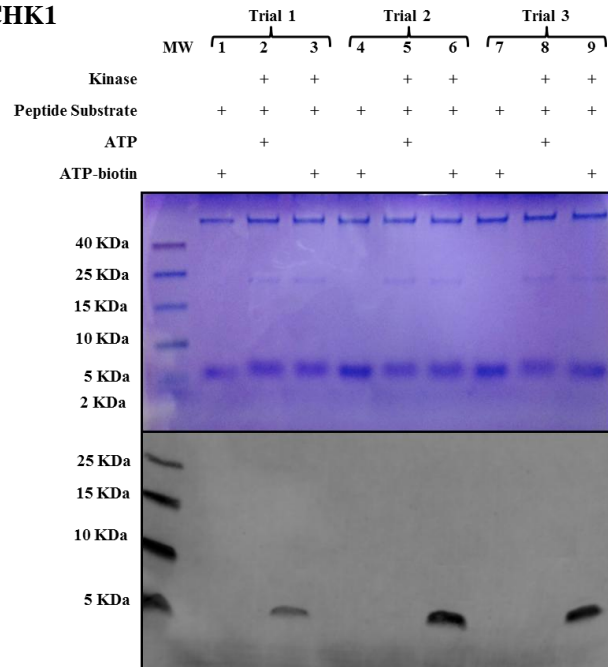 CHK1
Trial 1 Trial 2 Trial 3
MW 1 2 3 4 5 6 7 8 9
Kinase + + + + + +
Peptide Substrate + + + + + + + + +
ATP + + +
ATP-biotin + + + + + +
40 KDa
25 KDa
15 KDa
10 KDa
5 KDa
2 KDa
25 KDa
15 KDa
10 KDa
5 KDa